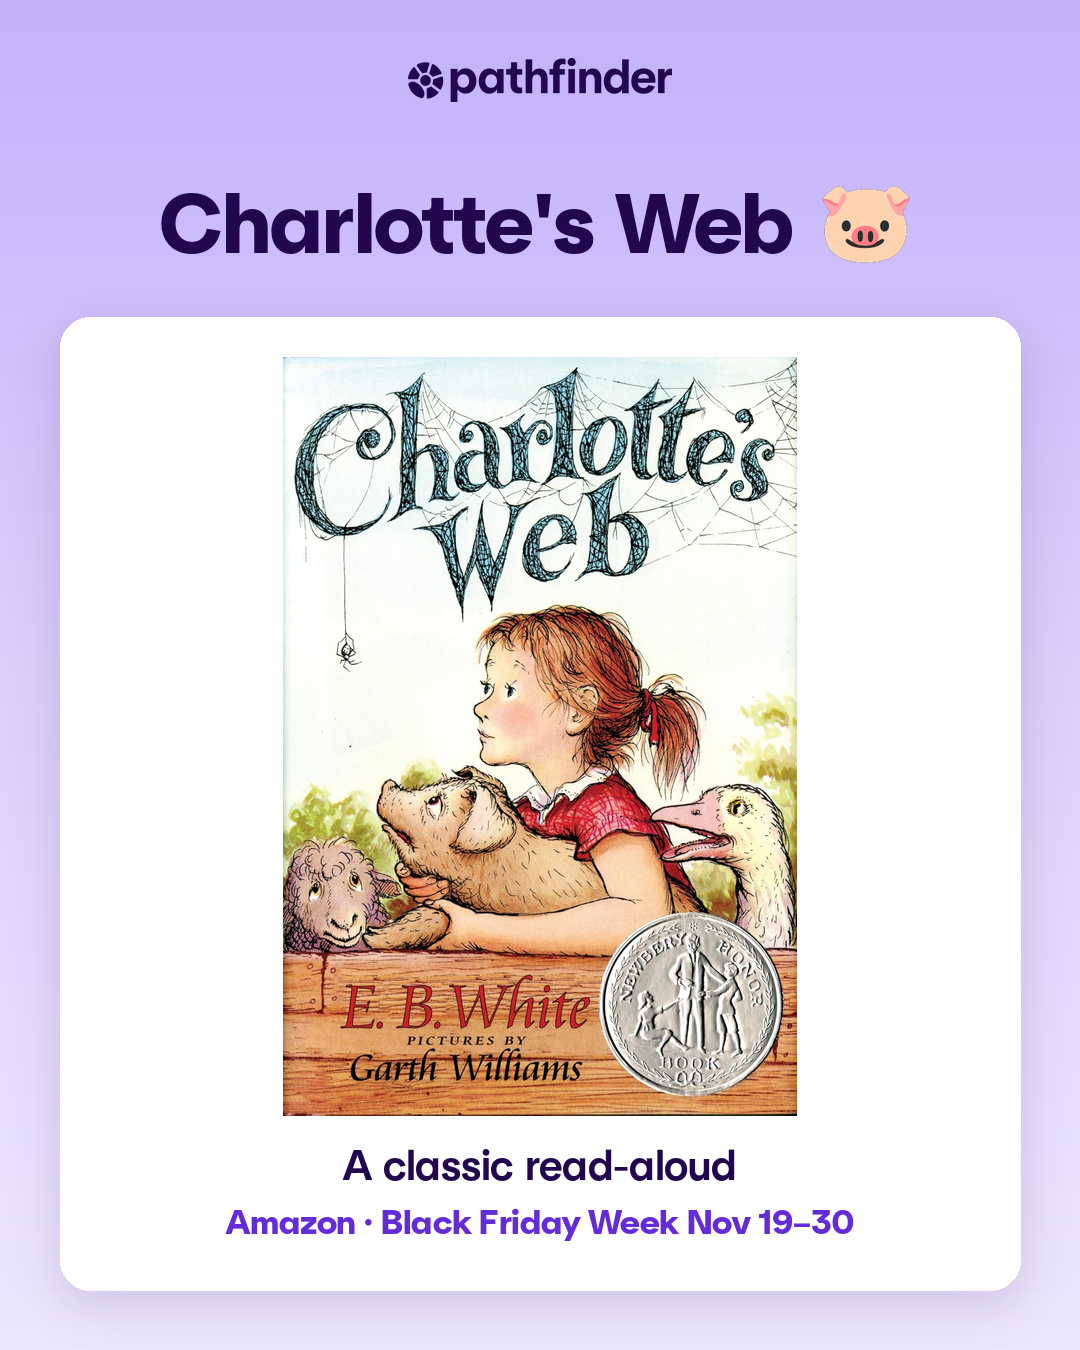 pathfinder
Charlotte's Web 🐷
Charlotte's
Web
E. B. White
PICTURES BY
Garth Williams
NEWBERY HONOR
BOOK
A classic read-aloud
Amazon · Black Friday Week Nov 19–30